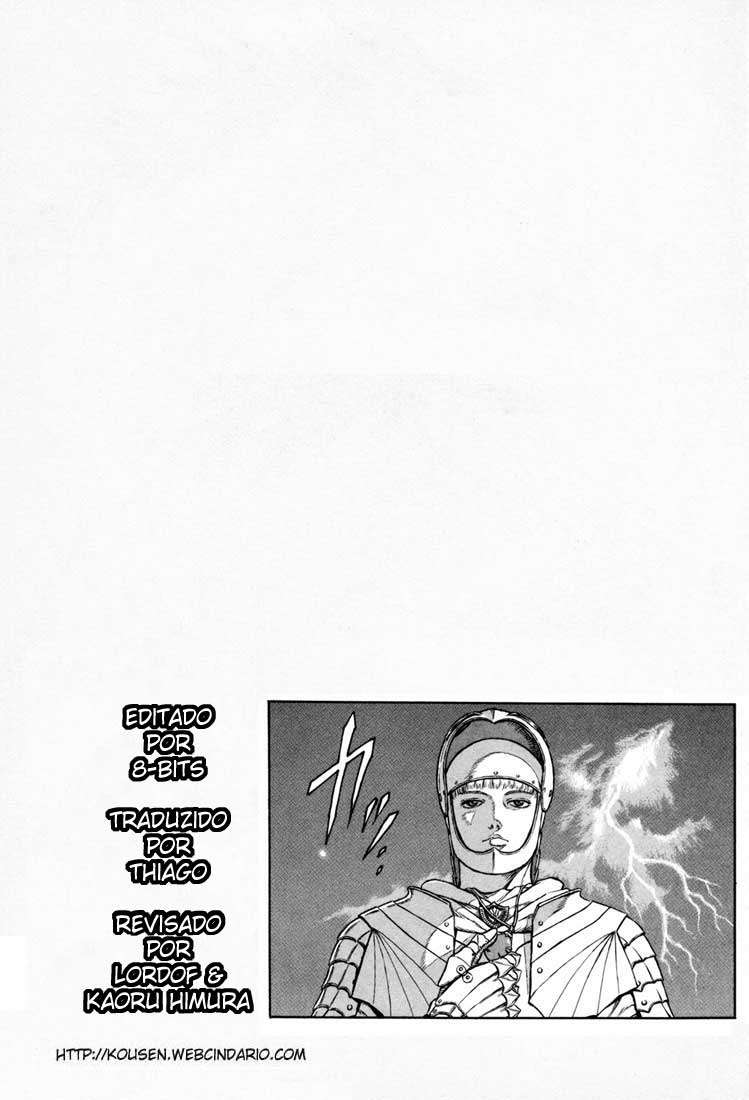 EDITADO
POR
8-BITS
TRADUZIDO
POR
THIAGO
REVISADO
POR
LORDOF &
KAORU HIMURA
カッ
HTTP://KOUSEN.WEBCINDARIO.COM